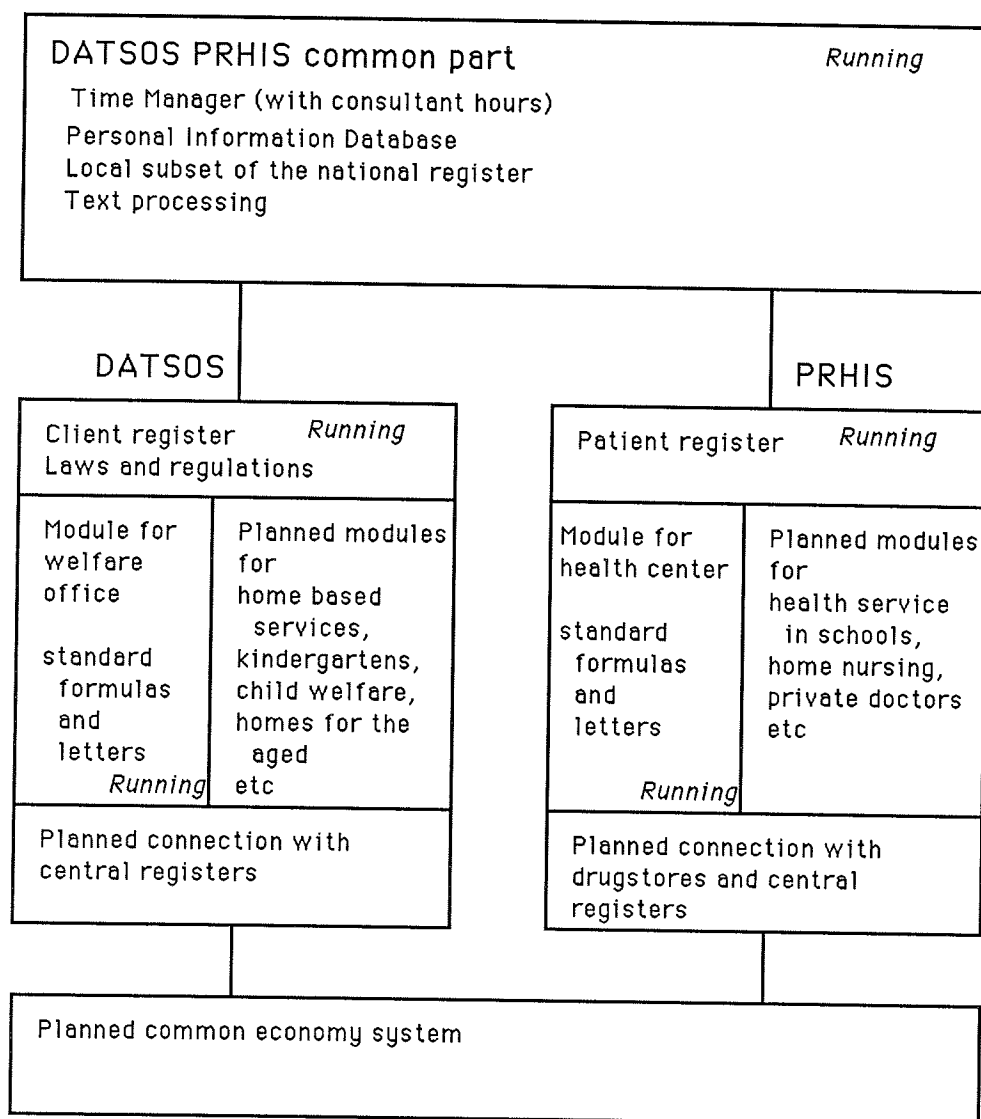 DATSOS PRHIS common part
Running
Time Manager (with consultant hours)
Personal Information Database
Local subset of the national register
Text processing
DATSOS
Client register
Running
Laws and regulations
Module for
welfare
office
standard
formulas
and
letters
Running
Planned modules
for
home based
services,
kindergartens,
child welfare,
homes for the
aged
etc
Planned connection with
central registers
PRHIS
Patient register
Running
Module for
health center
standard
formulas
and
letters
Running
Planned modules
for
health service
in schools,
home nursing,
private doctors
etc
Planned connection with
drugstores and central
registers
Planned common economy system